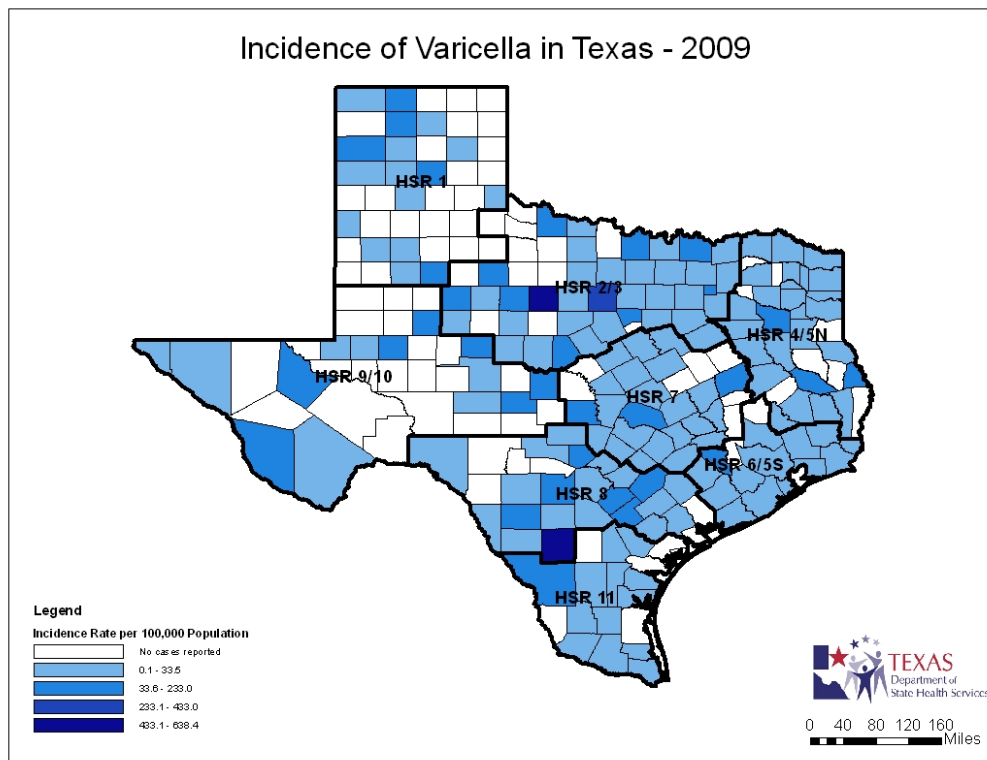 Incidence of Varicella in Texas - 2009
HSR 1
HSR 2/3
HSR 4/5N
HSR 9/10
HSR 7
HSR 6/5S
HSR 8
HSR 11
Legend
Incidence Rate per 100,000 Population
No cases reported
0.1 - 33.5
33.6 - 233.0
233.1 - 433.0
433.1 - 638.4
TEXAS
Department of
State Health Services
0 40 80 120 160
Miles